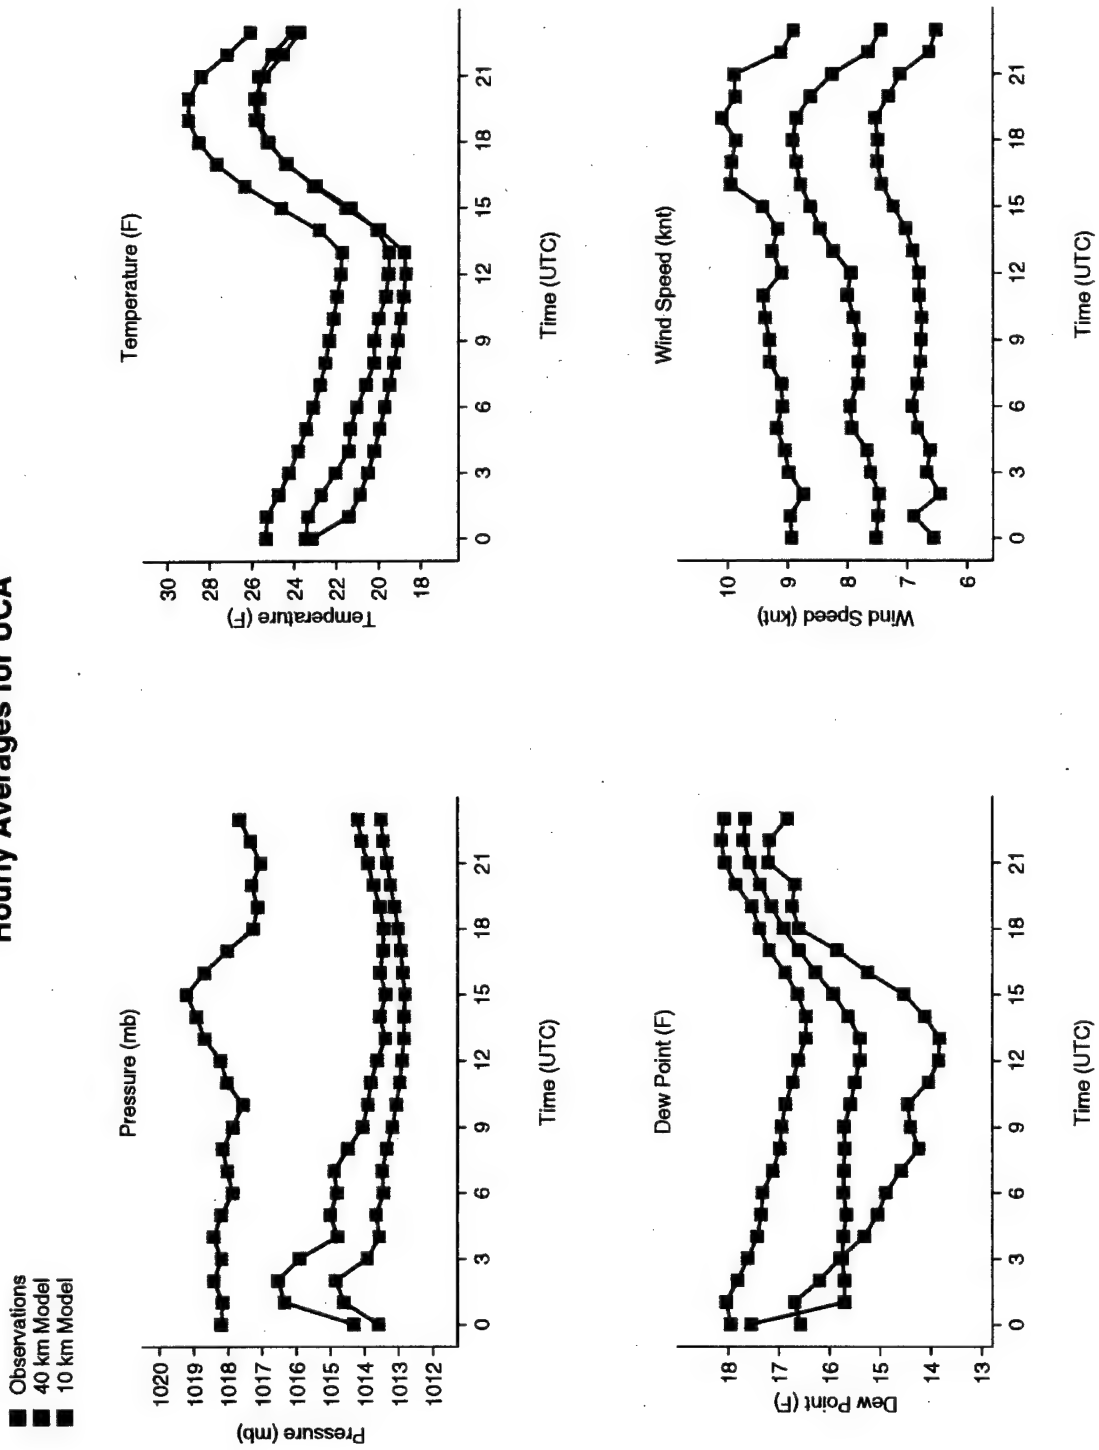 Hourly Averages for UCA
Observations
40 km Model
10 km Model
Pressure (mb)
Pressure (mb)
1020
1019
1018
1017
1016
1015
1014
1013
1012
0 3 6 9 12 15 18 21
Time (UTC)
Temperature (F)
Temperature (F)
30
28
26
24
22
20
18
0 3 6 9 12 15 18 21
Time (UTC)
Dew Point (F)
Dew Point (F)
18
17
16
15
14
13
0 3 6 9 12 15 18 21
Time (UTC)
Wind Speed (knt)
Wind Speed (knt)
10
9
8
7
6
0 3 6 9 12 15 18 21
Time (UTC)